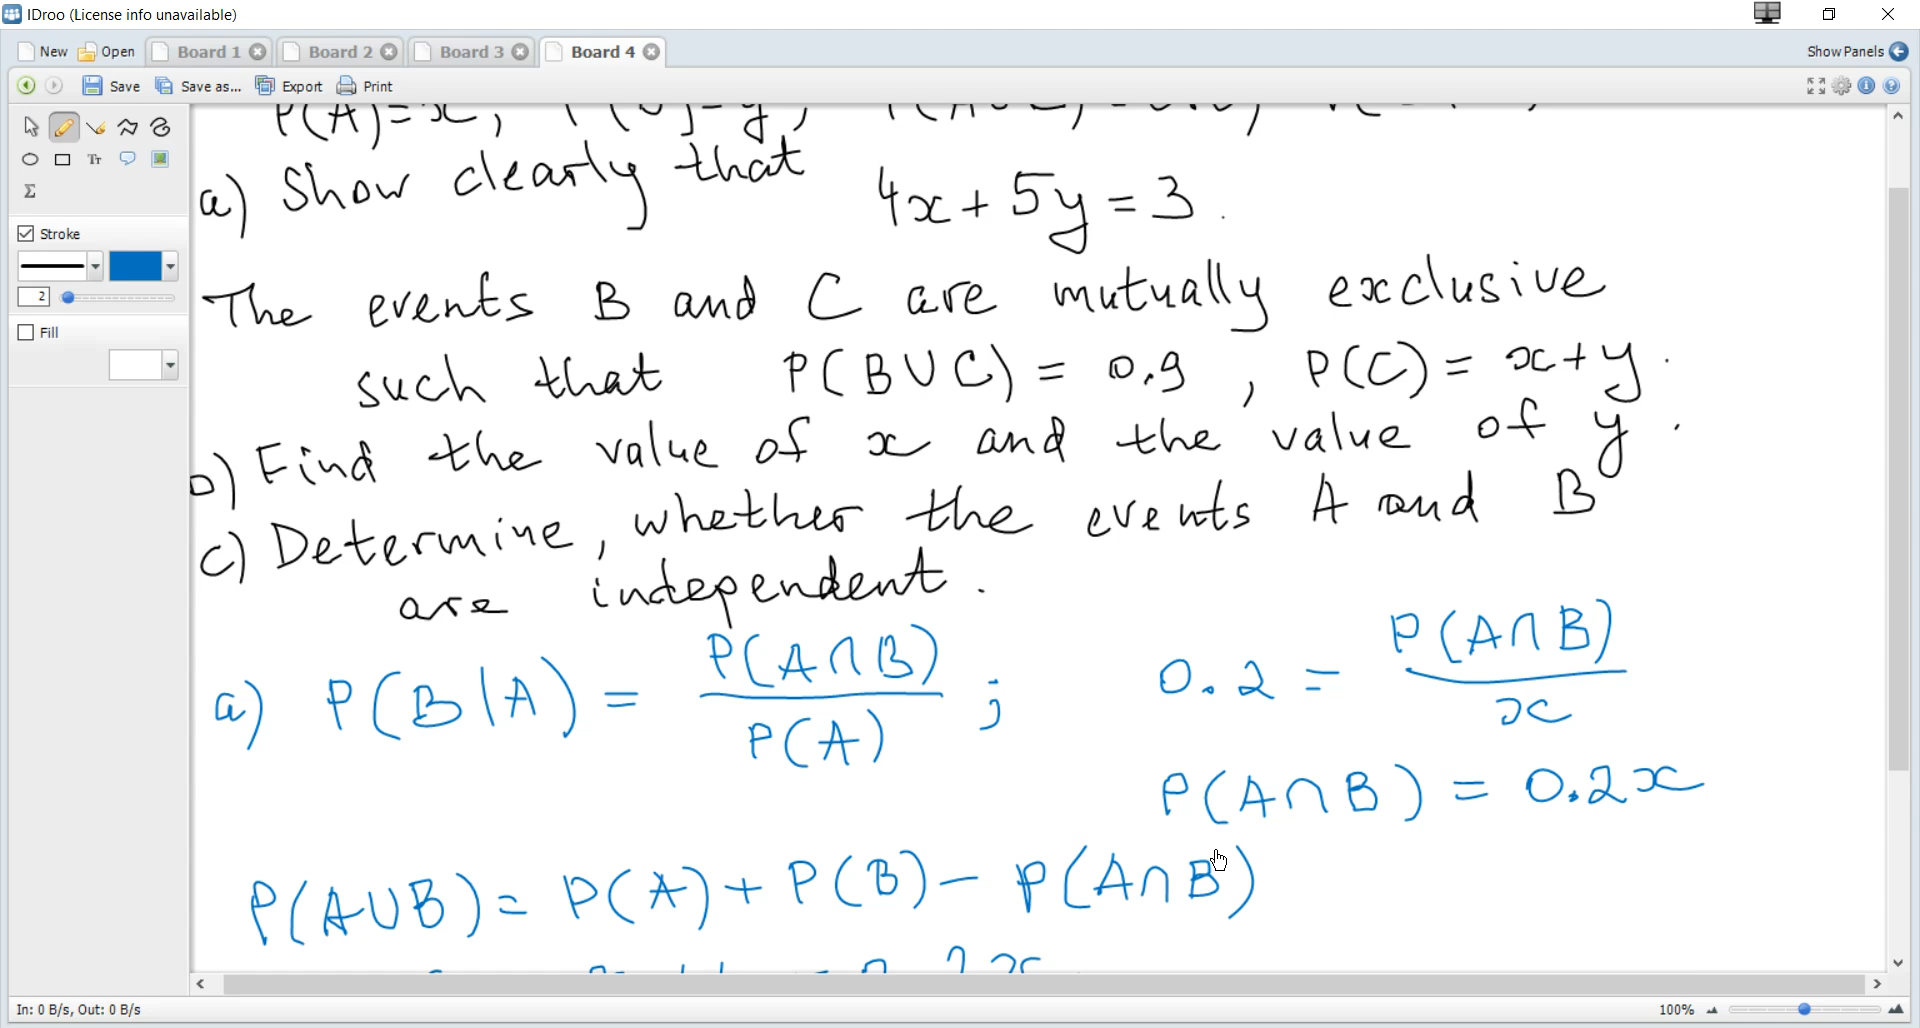 IDroo (License info unavailable)
New Open Board 1 Board 2 Board 3 Board 4 Show Panels
Save Save as... Export Print
Tt
Σ
Stroke
2
Fill
P(A)=x,
a) Show clearly that 4x+5y=3.
The events B and C are mutually exclusive
such that P(B∪C) = 0.9, P(C) = x+y.
b) Find the value of x and the value of y.
c) Determine, whether the events A and B
are independent.
a) P(B|A) = P(A∩B) / P(A) ; 0.2 = P(A∩B) / x
P(A∩B) = 0.2x
P(A∪B) = P(A) + P(B) - P(A∩B)
In: 0 B/s, Out: 0 B/s 100%